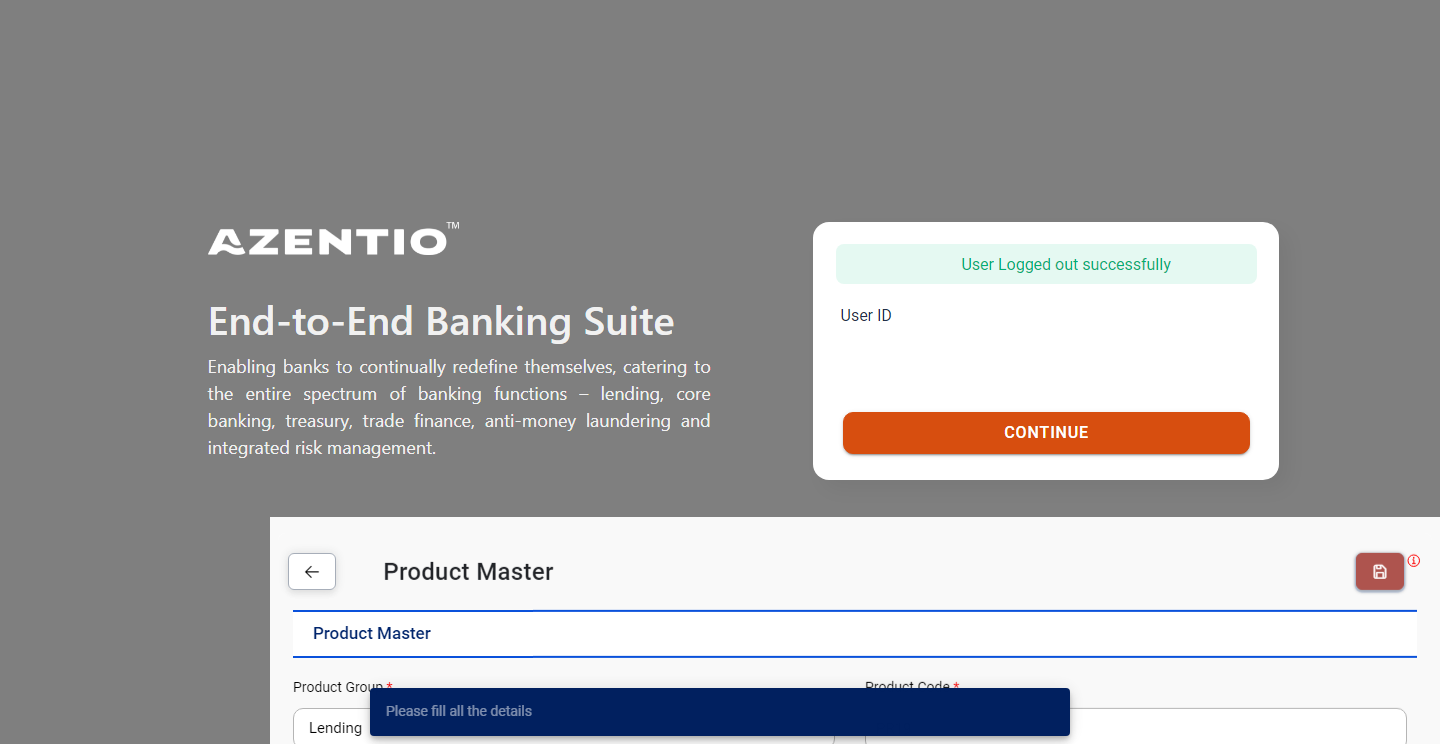 AZENTIO™
End-to-End Banking Suite
Enabling banks to continually redefine themselves, catering to
the entire spectrum of banking functions – lending, core
banking, treasury, trade finance, anti-money laundering and
integrated risk management.
User Logged out successfully
User ID
CONTINUE
Product Master
Product Master
Product Group *
Product Code *
Lending
Please fill all the details